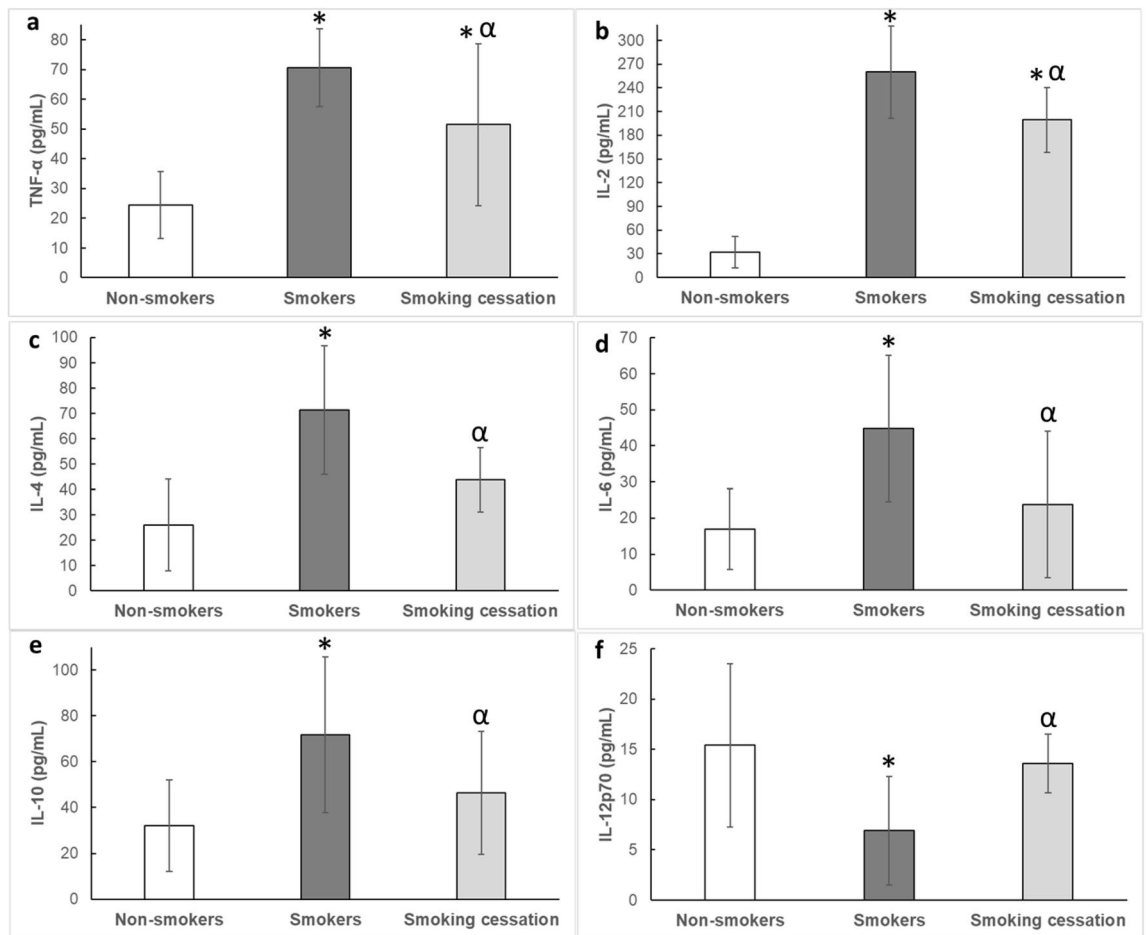 a
*
* α
80
70
60
50
40
30
20
10
0
TNF-α (pg/mL)
Non-smokers Smokers Smoking cessation
b
*
* α
300
270
240
210
180
150
120
90
60
30
0
IL-2 (pg/mL)
Non-smokers Smokers Smoking cessation
c
*
α
100
90
80
70
60
50
40
30
20
10
0
IL-4 (pg/mL)
Non-smokers Smokers Smoking cessation
d
*
α
70
60
50
40
30
20
10
0
IL-6 (pg/mL)
Non-smokers Smokers Smoking cessation
e
*
α
100
80
60
40
20
0
IL-10 (pg/mL)
Non-smokers Smokers Smoking cessation
f
α
*
25
20
15
10
5
0
IL-12p70 (pg/mL)
Non-smokers Smokers Smoking cessation